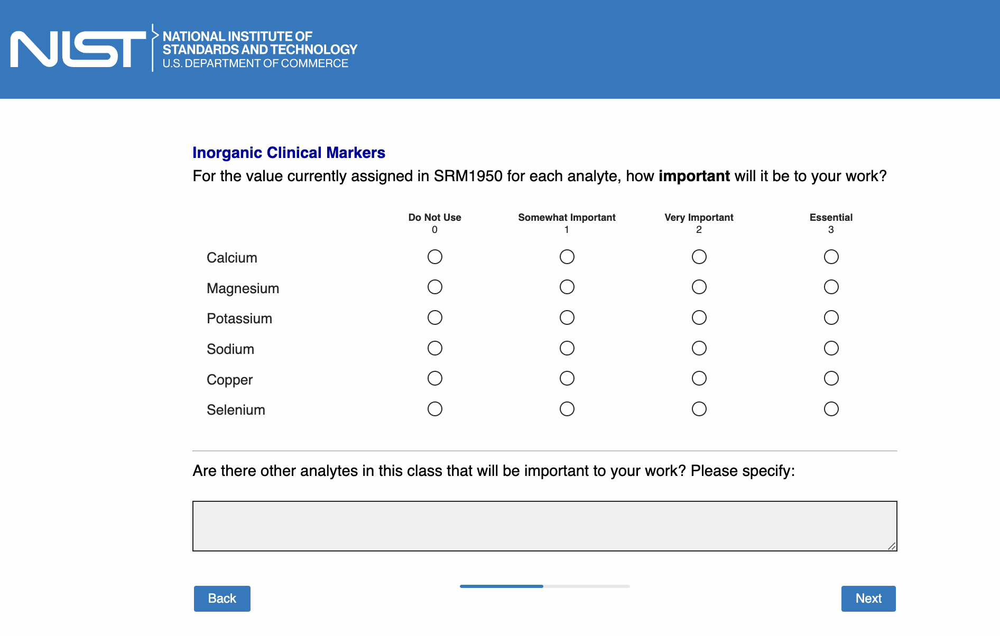 NIST
NATIONAL INSTITUTE OF
STANDARDS AND TECHNOLOGY
U.S. DEPARTMENT OF COMMERCE
Inorganic Clinical Markers
For the value currently assigned in SRM1950 for each analyte, how important will it be to your work?
Do Not Use Somewhat Important Very Important Essential
0 1 2 3
Calcium
Magnesium
Potassium
Sodium
Copper
Selenium
Are there other analytes in this class that will be important to your work? Please specify:
Back Next